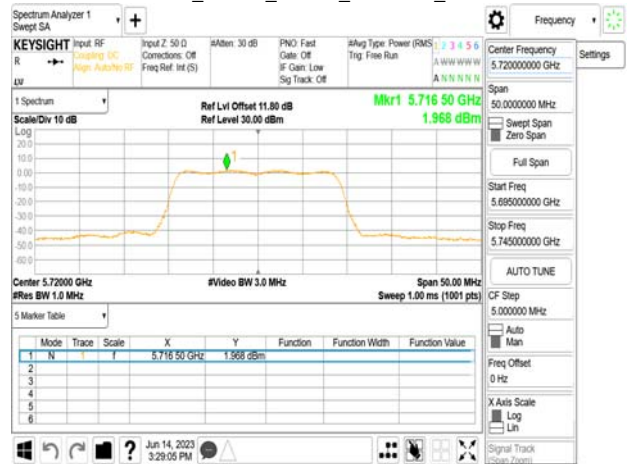 Spectrum Analyzer 1
Swept SA
+
Frequency
KEYSIGHT
Input: RF
Coupling: DC
Align: Auto/No RF
Input Z: 50 Ω
Corrections: Off
Freq Ref: Int (S)
#Atten: 30 dB
PNO: Fast
Gate: Off
IF Gain: Low
Sig Track: Off
#Avg Type: Power (RMS
Trig: Free Run
1 2 3 4 5 6
A W W W W W
A N N N N N
R
Center Frequency
5.720000000 GHz
Settings
Span
50.0000000 MHz
Swept Span
Zero Span
Full Span
Start Freq
5.695000000 GHz
Stop Freq
5.745000000 GHz
AUTO TUNE
CF Step
5.000000 MHz
Auto
Man
Freq Offset
0 Hz
X Axis Scale
Log
Lin
Signal Track
(Span Zoom)
1 Spectrum
Scale/Div 10 dB
Ref Lvl Offset 11.80 dB
Ref Level 30.00 dBm
Mkr1 5.716 50 GHz
1.968 dBm
Log
20.0
10.0
0.00
-10.0
-20.0
-30.0
-40.0
-50.0
-60.0
1
Center 5.72000 GHz
#Res BW 1.0 MHz
#Video BW 3.0 MHz
Span 50.00 MHz
Sweep 1.00 ms (1001 pts)
5 Marker Table
Mode Trace Scale X Y Function Function Width Function Value
1 N 1 f 5.716 50 GHz 1.968 dBm
2
3
4
5
6
?
Jun 14, 2023
3:29:05 PM